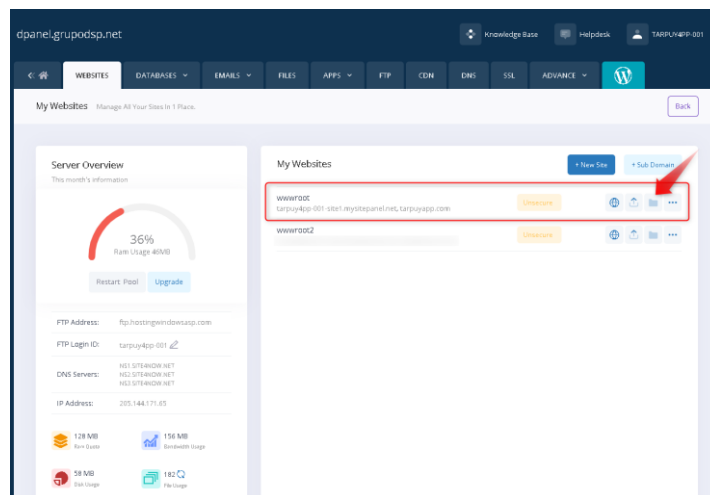 dpanel.grupodsp.net
Knowledge Base
Helpdesk
TARPUY4PP-001
WEBSITES
DATABASES
EMAILS
FILES
APPS
FTP
CDN
DNS
SSL
ADVANCE
My Websites
Manage All Your Sites In 1 Place.
Back
Server Overview
This month's information
36%
Ram Usage 46MB
Restart Pool
Upgrade
FTP Address:
ftp.hostingwindowsasp.com
FTP Login ID:
tarpuy4pp-001
DNS Servers:
NS1.SITE4NOW.NET
NS2.SITE4NOW.NET
NS3.SITE4NOW.NET
IP Address:
205.144.171.65
128 MB
Ram Quota
156 MB
Bandwidth Usage
58 MB
Disk Usage
182
File Usage
My Websites
+ New Site
+ Sub Domain
wwwroot
tarpuy4pp-001-site1.mysitepanel.net, tarpuyapp.com
Unsecure
wwwroot2
Unsecure